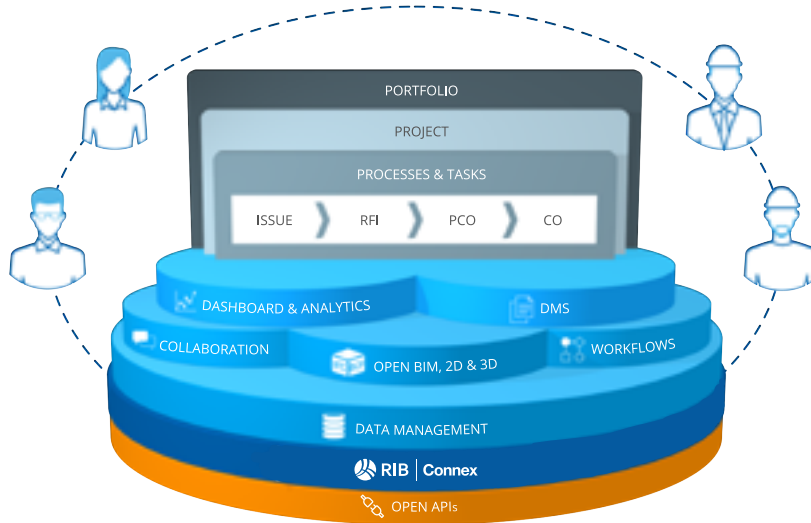 PORTFOLIO
PROJECT
PROCESSES & TASKS
ISSUE RFI PCO CO
DASHBOARD & ANALYTICS DMS
COLLABORATION OPEN BIM, 2D & 3D WORKFLOWS
DATA MANAGEMENT
RIB | Connex
OPEN APIs